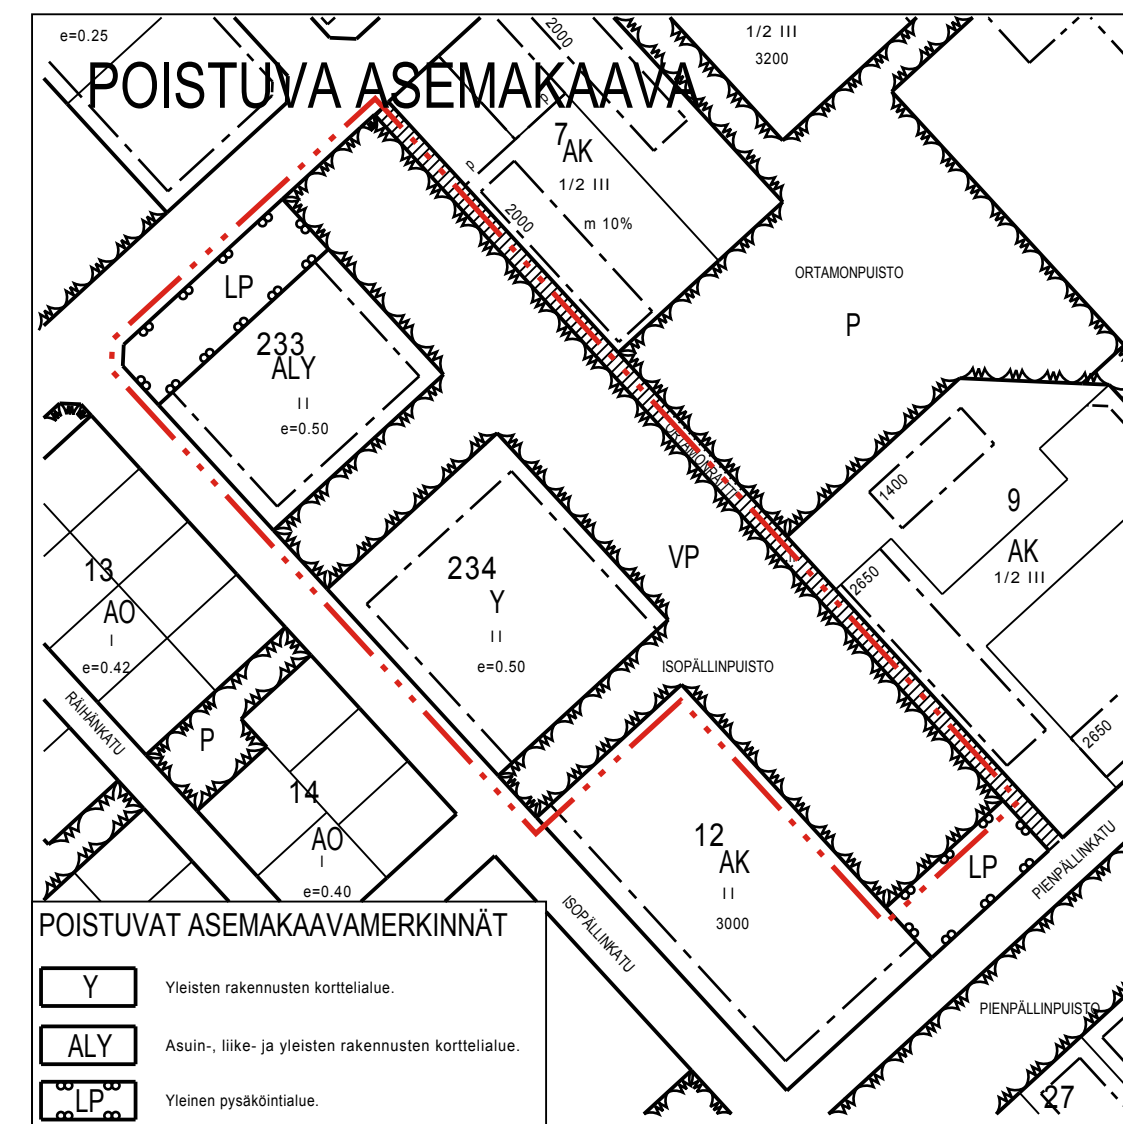 e=0.25
2000
1/2 III
3200
POISTUVA ASEMAKAAVA
7
AK
1/2 III
m 10%
2000
ORTAMONPUISTO
P
LP
233
ALY
II
e=0.50
ORTAMONRAITTI
1400
9
AK
1/2 III
2650
234
Y
II
e=0.50
VP
ISOPÄLLINPUISTO
13
AO
I
e=0.42
RÄIHÄNKATU
P
14
AO
I
e=0.40
2650
12
AK
II
3000
LP
PIENPÄLLINKATU
ISOPÄLLINKATU
PIENPÄLLINPUISTO
27
POISTUVAT ASEMAKAAVAMERKINNÄT
Y Yleisten rakennusten korttelialue.
ALY Asuin-, liike- ja yleisten rakennusten korttelialue.
LP Yleinen pysäköintialue.